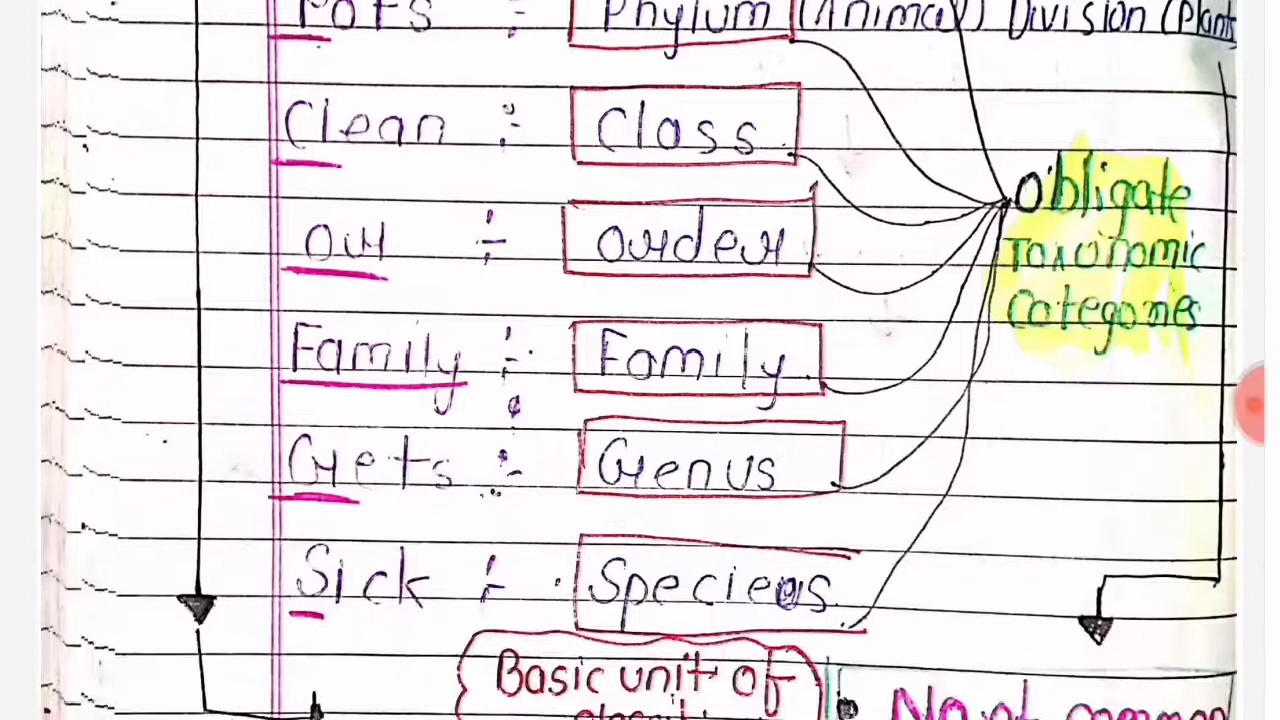 Pots : Phylum (Animal) Division (Plants
Clean : Class
Our : Order
Obligate
Taxonomic
Categories
Family : Family
Gets : Genus
Sick : Species
Basic unit of
No. of common